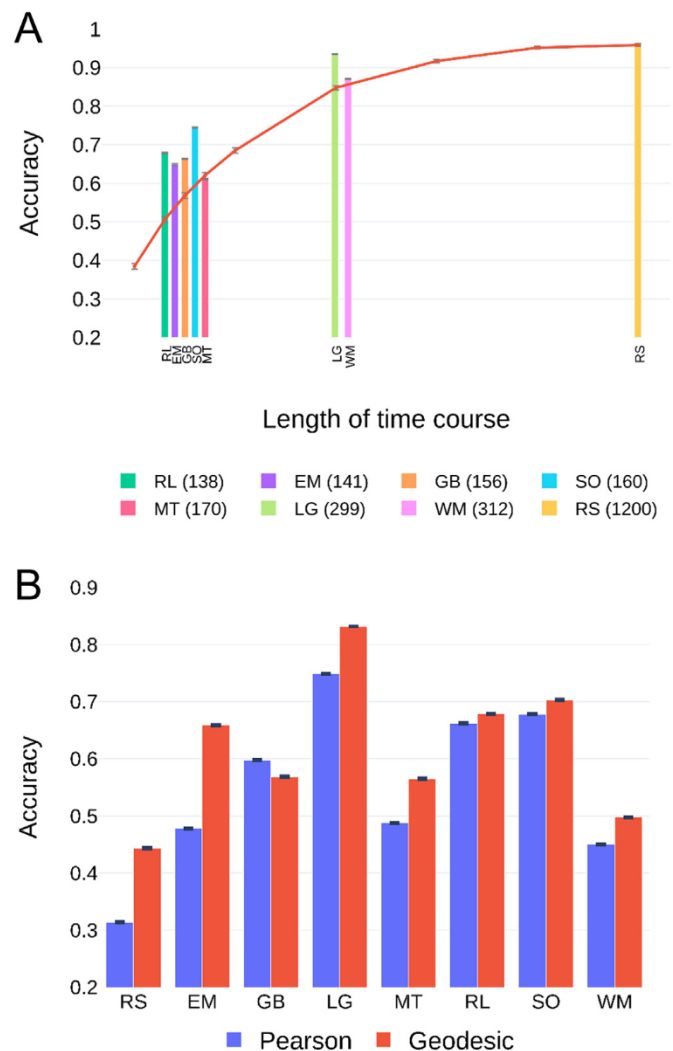 A
1
0.9
0.8
0.7
0.6
0.5
0.4
0.3
0.2
Accuracy
RL
EM
GB
SO
MT
LG
WM
RS
Length of time course
RL (138) EM (141) GB (156) SO (160)
MT (170) LG (299) WM (312) RS (1200)
B
0.9
0.8
0.7
0.6
0.5
0.4
0.3
0.2
Accuracy
RS EM GB LG MT RL SO WM
Pearson Geodesic